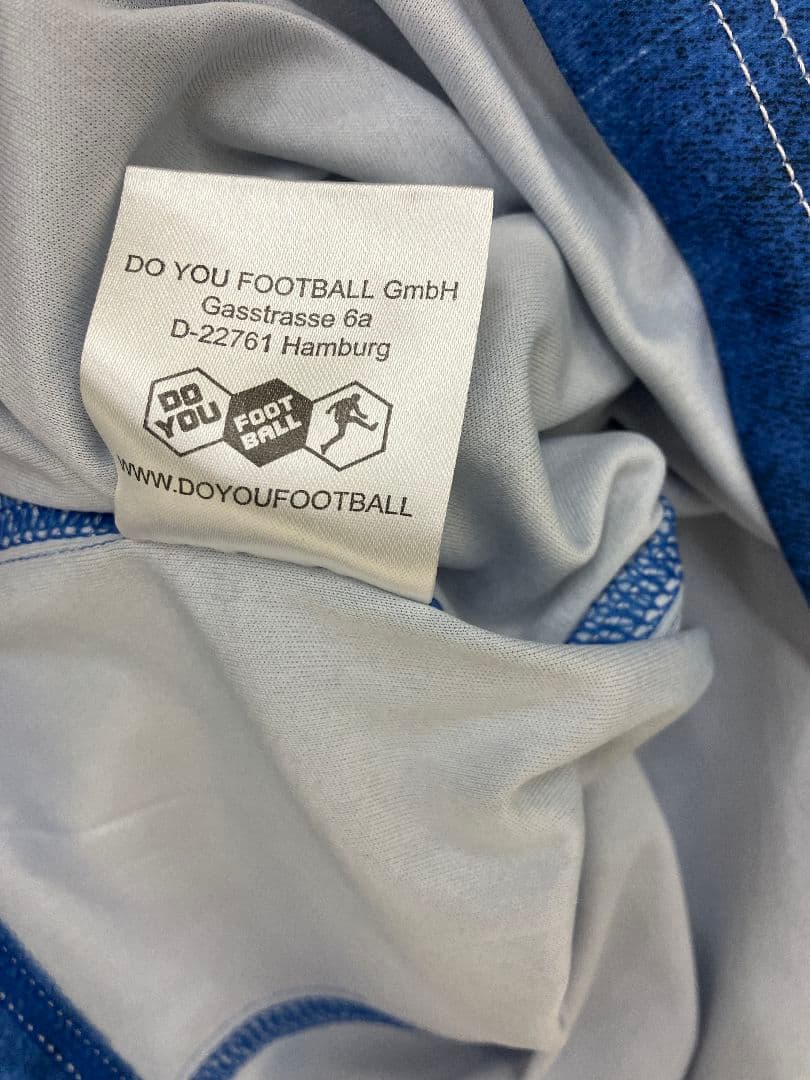 DO YOU FOOTBALL GmbH
Gasstrasse 6a
D-22761 Hamburg
DO
YOU
FOOT
BALL
WWW.DOYOUFOOTBALL